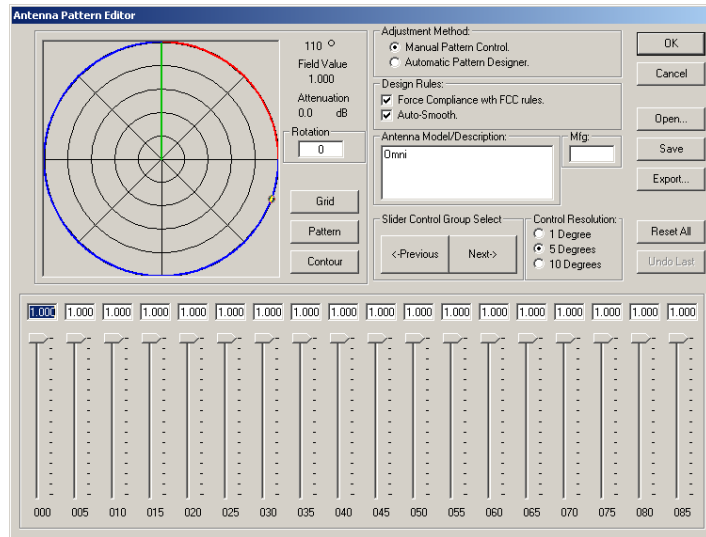 Antenna Pattern Editor
110 °
Field Value
1.000
Attenuation
0.0 dB
Rotation
0
Grid
Pattern
Contour
Adjustment Method:
Manual Pattern Control.
Automatic Pattern Designer.
Design Rules:
Force Compliance wth FCC rules.
Auto-Smooth.
Antenna Model/Description:
Omni
Mfg:
Slider Control Group Select
<-Previous
Next->
Control Resolution:
1 Degree
5 Degrees
10 Degrees
OK
Cancel
Open...
Save
Export...
Reset All
Undo Last
1.000 1.000 1.000 1.000 1.000 1.000 1.000 1.000 1.000 1.000 1.000 1.000 1.000 1.000 1.000 1.000 1.000 1.000
000 005 010 015 020 025 030 035 040 045 050 055 060 065 070 075 080 085